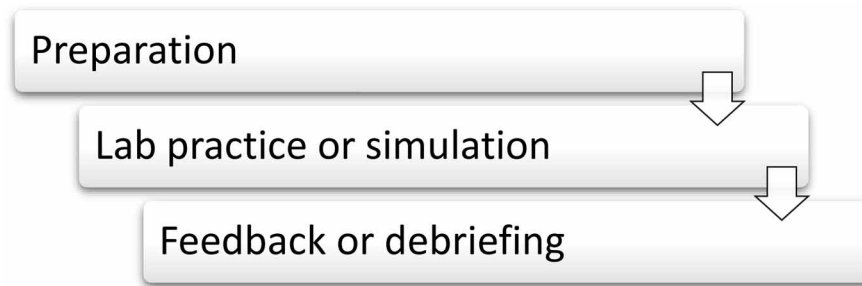 Preparation
Lab practice or simulation
Feedback or debriefing